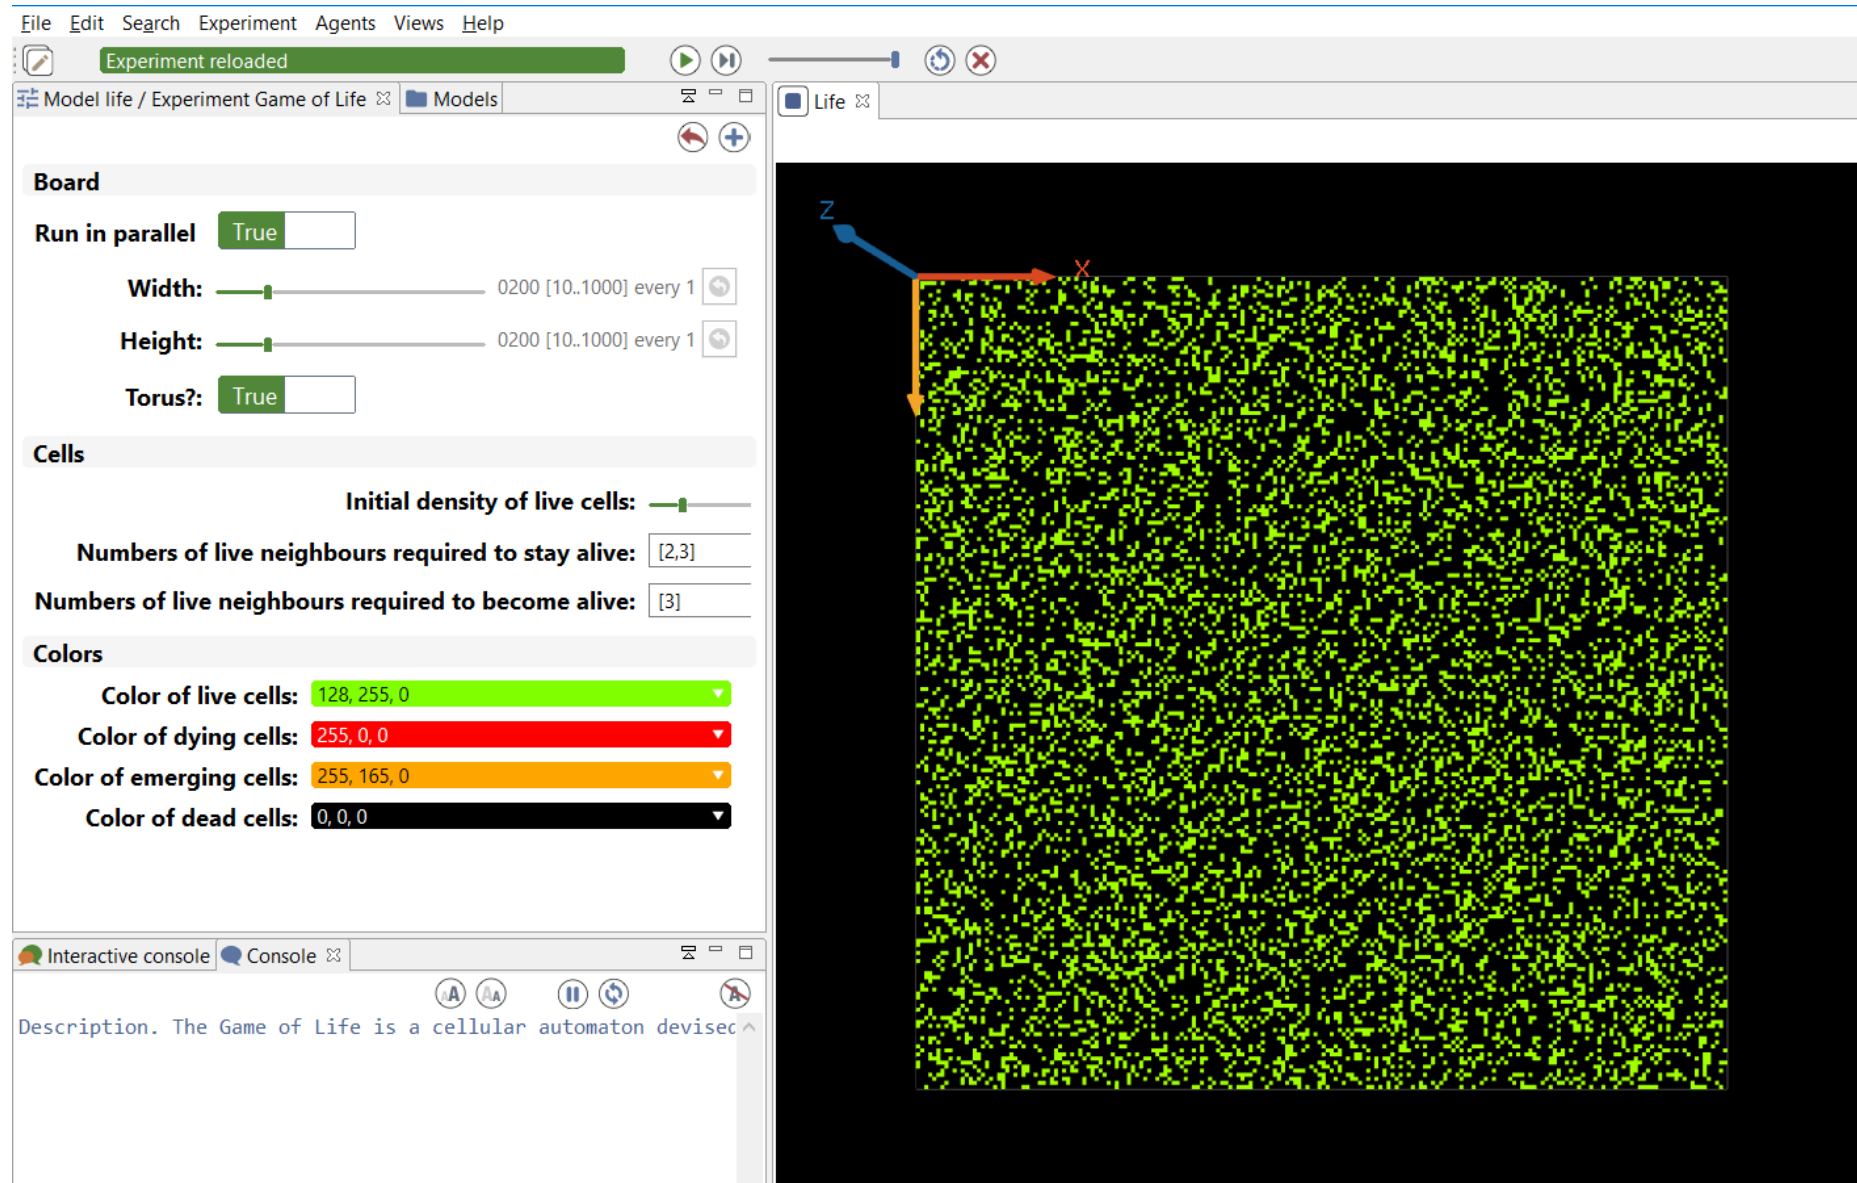 File Edit Search Experiment Agents Views Help
Experiment reloaded
Model life / Experiment Game of Life
Models
Life
Board
Run in parallel True
Width: 0200 [10..1000] every 1
Height: 0200 [10..1000] every 1
Torus?: True
Cells
Initial density of live cells:
Numbers of live neighbours required to stay alive: [2,3]
Numbers of live neighbours required to become alive: [3]
Colors
Color of live cells: 128, 255, 0
Color of dying cells: 255, 0, 0
Color of emerging cells: 255, 165, 0
Color of dead cells: 0, 0, 0
Interactive console
Console
AA AA A
Description. The Game of Life is a cellular automaton devised
Z
X